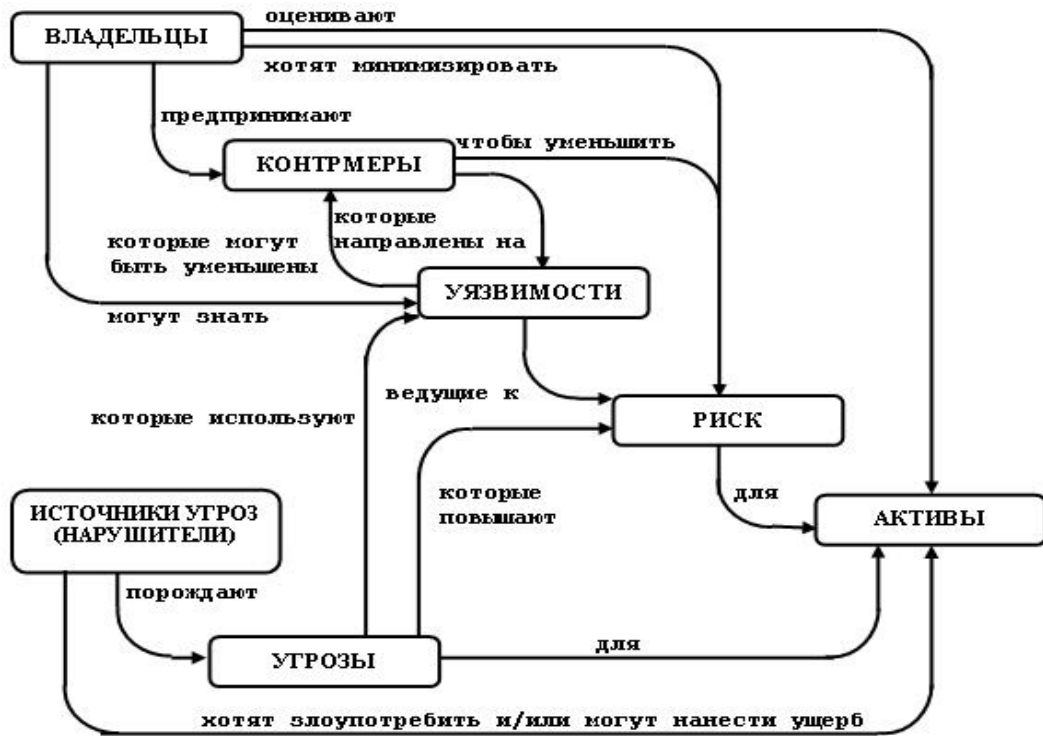 оценивают
ВЛАДЕЛЬЦЫ
хотят минимизировать
предпринимают
чтобы уменьшить
КОНТРМЕРЫ
которые
направлены на
которые могут
быть уменьшены
УЯЗВИМОСТИ
могут знать
ведущие к
которые используют
РИСК
которые
повышают
для
ИСТОЧНИКИ УГРОЗ
(НАРУШИТЕЛИ)
АКТИВЫ
порождают
для
УГРОЗЫ
хотят злоупотребить и/или могут нанести ущерб